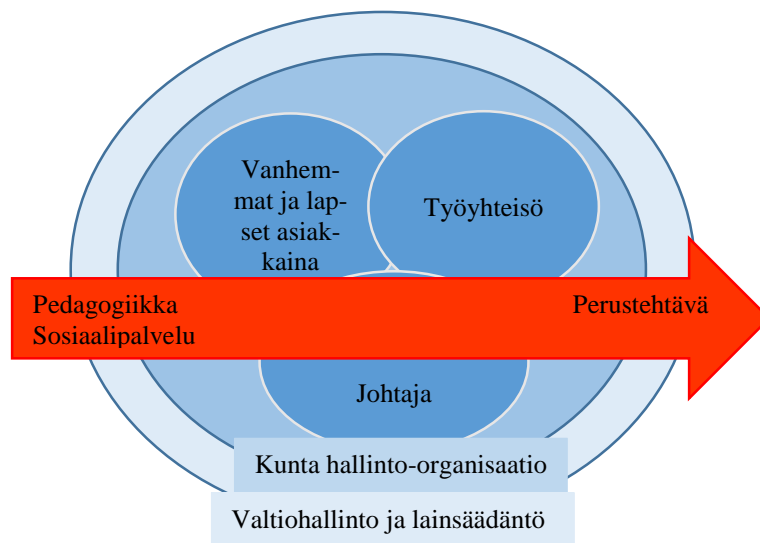 Vanhem-
mat ja lap-
set asiak-
kaina
Työyhteisö
Pedagogiikka
Sosiaalipalvelu
Perustehtävä
Johtaja
Kunta hallinto-organisaatio
Valtiohallinto ja lainsäädäntö